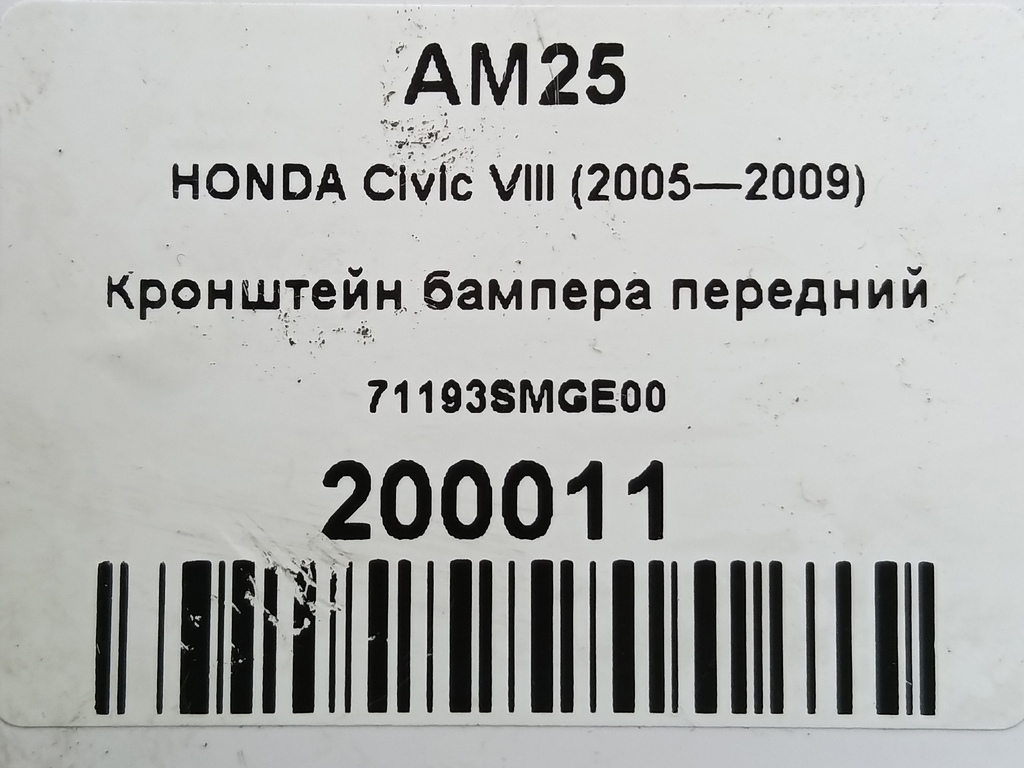 AM25
HONDA Civic VIII (2005—2009)
Кронштейн бампера передний
71193SMGE00
200011